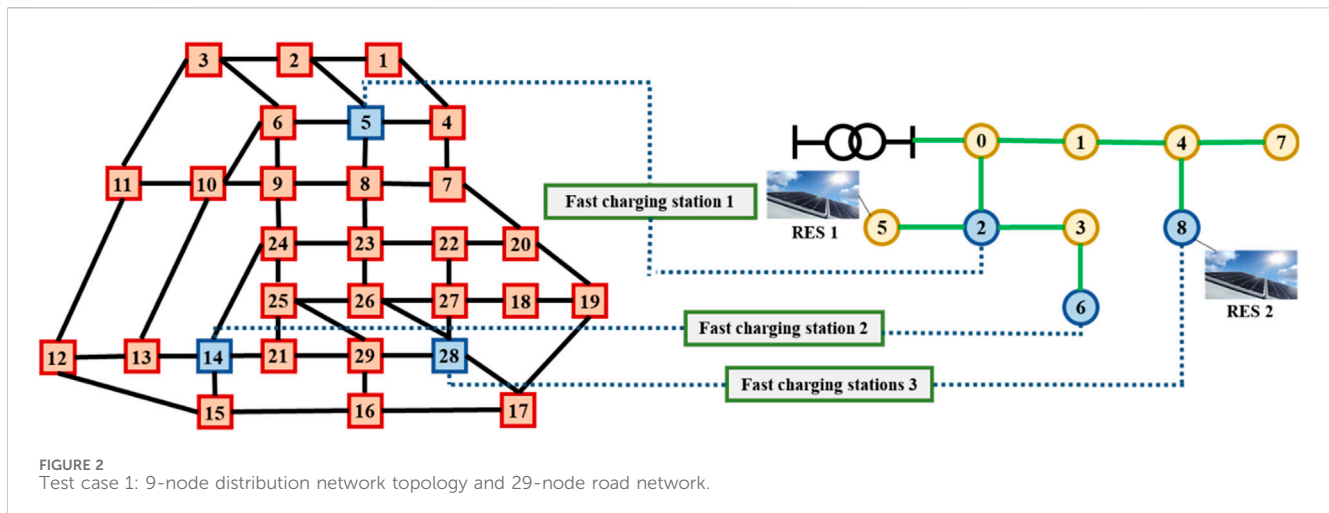 3 2 1
6 5 4
11 10 9 8 7
24 23 22 20
25 26 27 18 19
12 13 14 21 29 28
15 16 17
Fast charging station 1
Fast charging station 2
Fast charging stations 3
0 1 4 7
RES 1
5 2 3 8
6
RES 2
FIGURE 2
Test case 1: 9-node distribution network topology and 29-node road network.